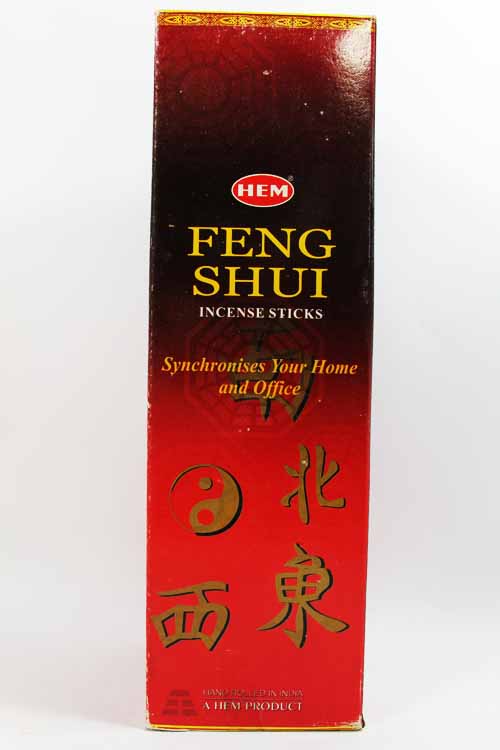 HEM®
FENG
SHUI
INCENSE STICKS
Synchronises Your Home
and Office
南
北
東
西
HAND ROLLED IN INDIA
A HEM PRODUCT